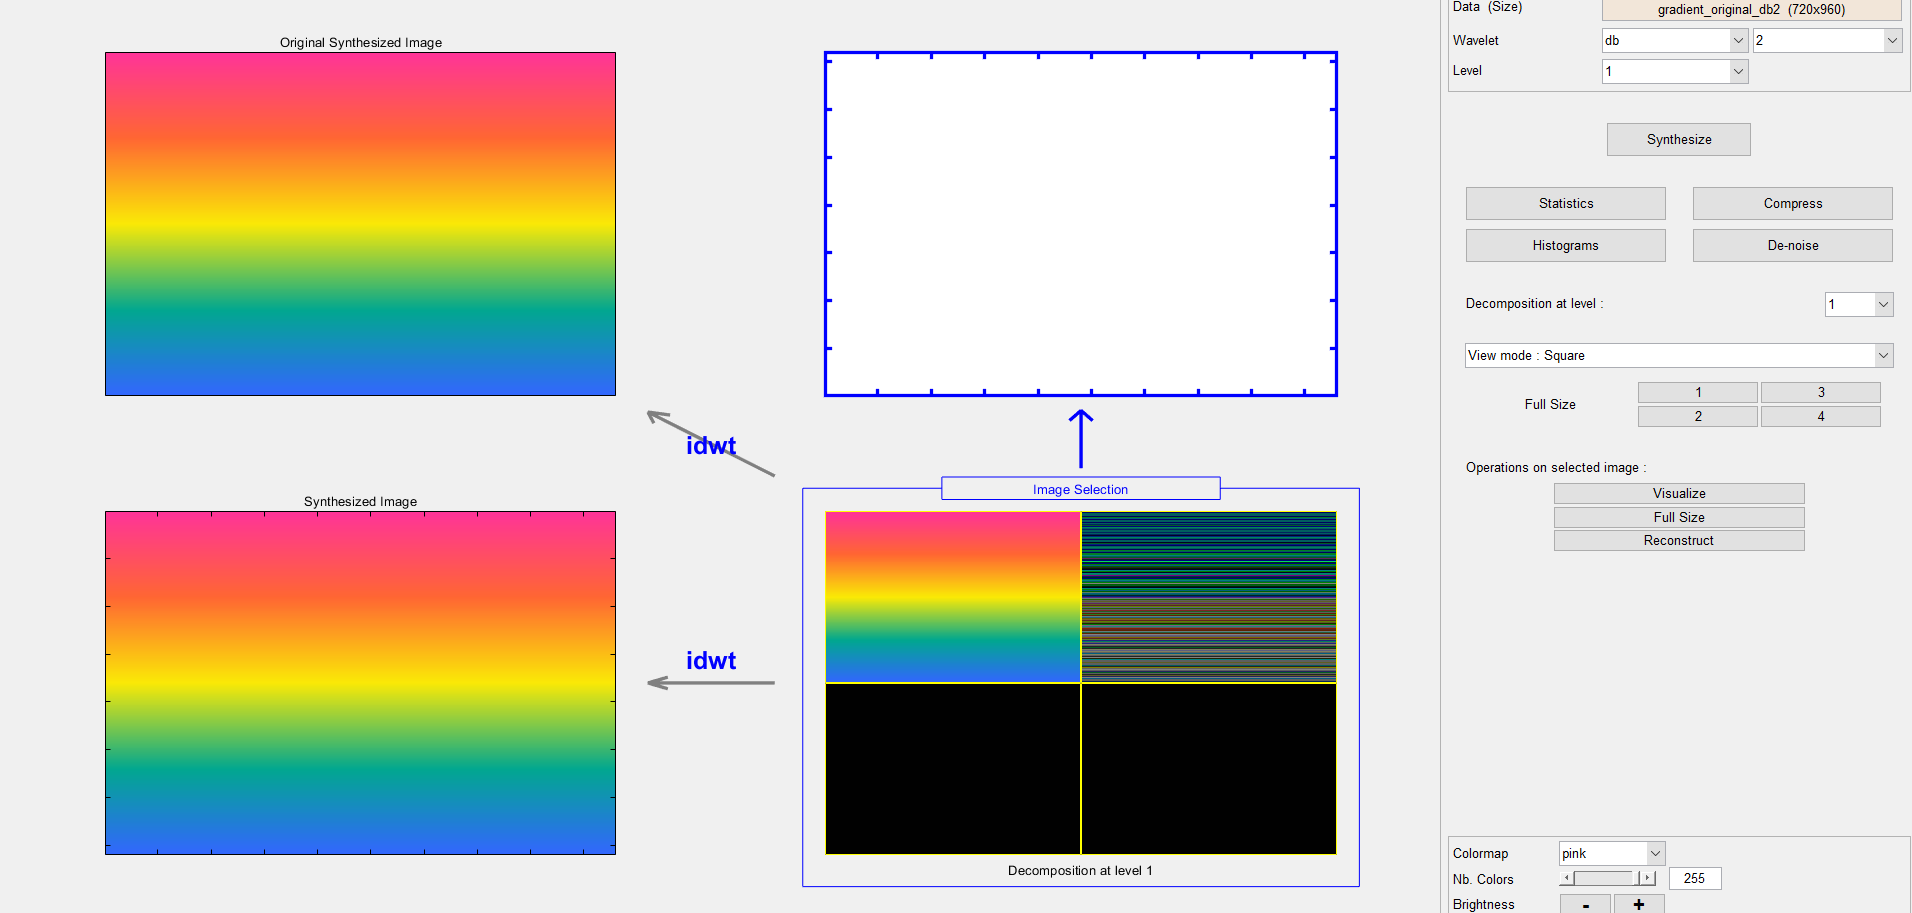 Original Synthesized Image
idwt
Synthesized Image
idwt
Image Selection
Decomposition at level 1
Data (Size)
gradient_original_db2 (720x960)
Wavelet
db
2
Level
1
Synthesize
Statistics
Compress
Histograms
De-noise
Decomposition at level :
1
View mode : Square
Full Size
1
3
2
4
Operations on selected image :
Visualize
Full Size
Reconstruct
Colormap
pink
Nb. Colors
255
Brightness
-
+